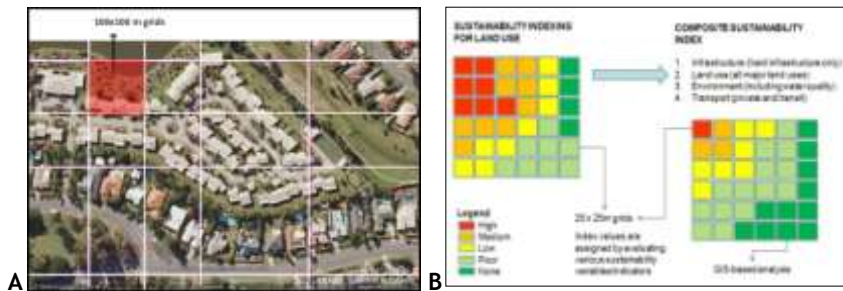 100x100 m grids
A
B
SUSTAINABILITY INDEXING
FOR LAND USE
COMPOSITE SUSTAINABILITY
INDEX
1. Infrastructure (hard infrastructure only)
2. Land use (all major land uses)
3. Environment (including water quality)
4. Transport (private and transit)
Legend
High
Medium
Low
Poor
None
25 x 25m grids
Index values are
assigned by evaluating
various sustainability
variables/indicators
GIS-based analysis